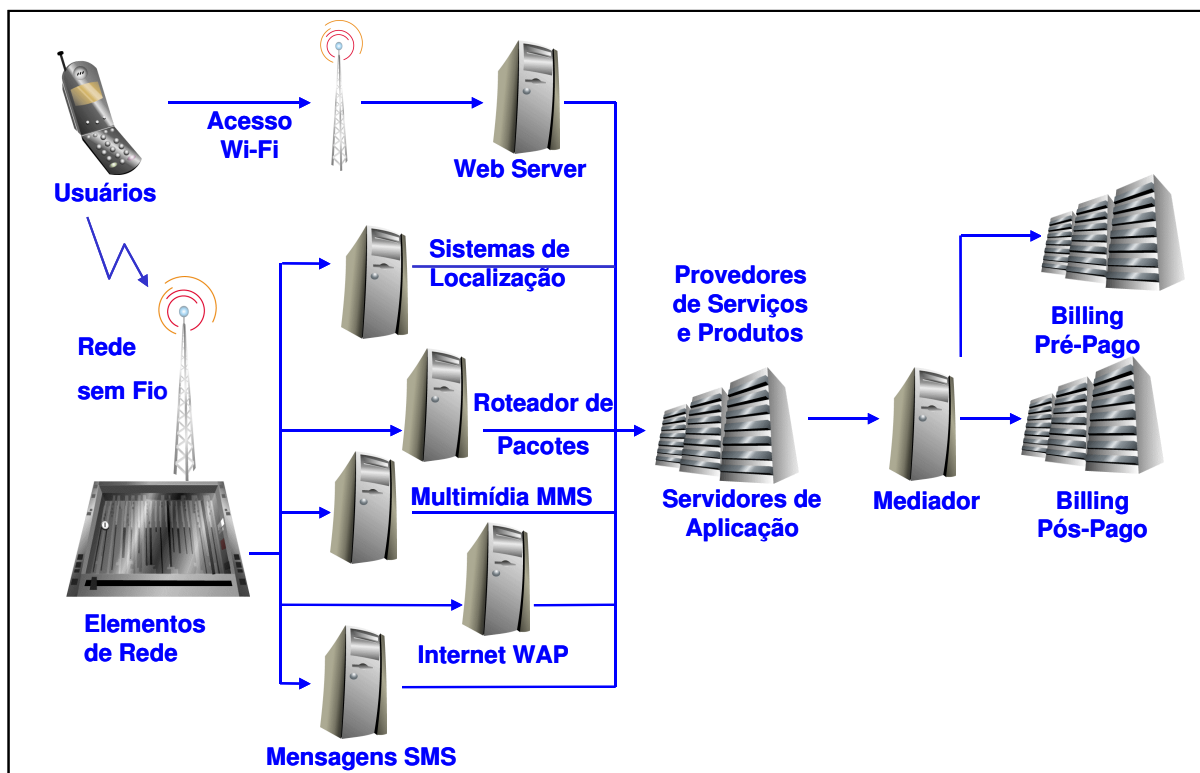 Acesso
Wi-Fi
Web Server
Usuários
Sistemas de
Localização
Provedores
de Serviços
e Produtos
Billing
Pré-Pago
Rede
sem Fio
Roteador de
Pacotes
Multimídia MMS
Servidores de
Aplicação
Mediador
Billing
Pós-Pago
Elementos
de Rede
Internet WAP
Mensagens SMS